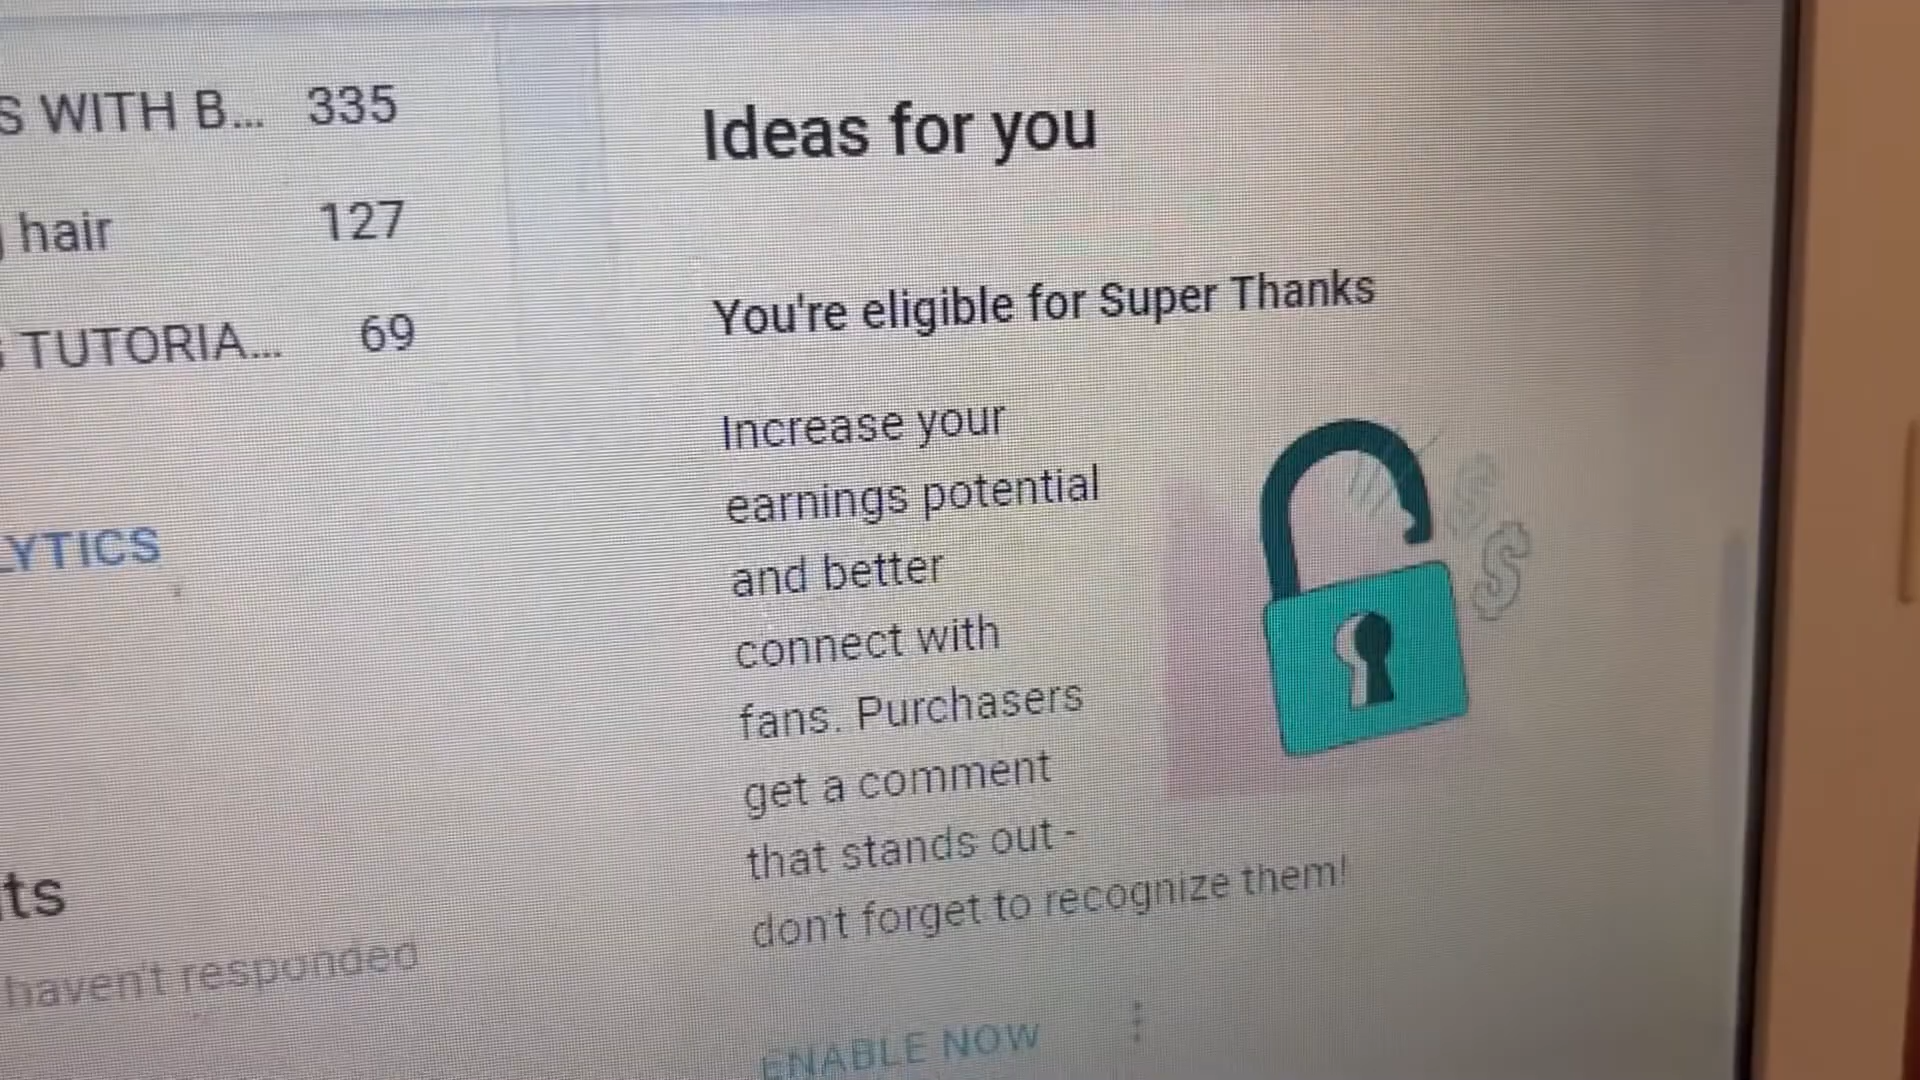 S WITH B... 335
hair 127
TUTORIA... 69
LYTICS
ts
haven't responded
Ideas for you
You're eligible for Super Thanks
Increase your
earnings potential
and better
connect with
fans. Purchasers
get a comment
that stands out -
don't forget to recognize them!
ENABLE NOW
$
$